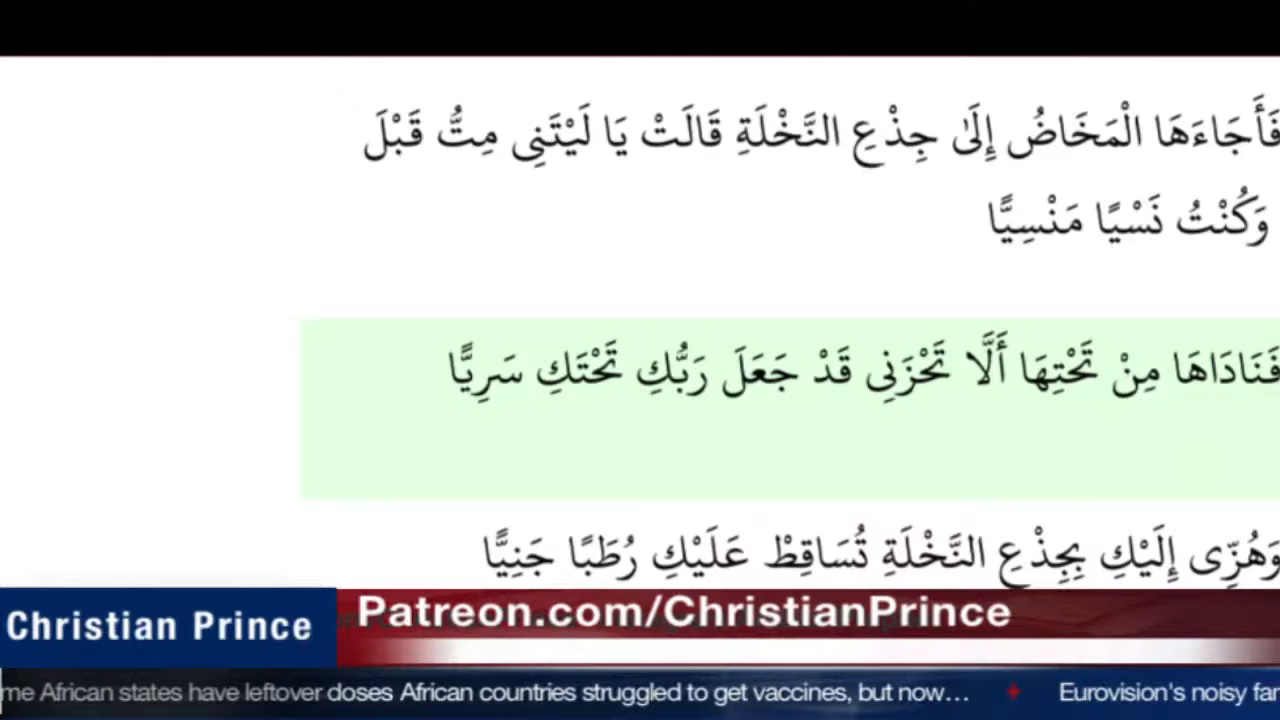 فَأَجَاءَهَا الْمَخَاضُ إِلَىٰ جِذْعِ النَّخْلَةِ قَالَتْ يَا لَيْتَنِى مِتُّ قَبْلَ
وَكُنْتُ نَسْيًا مَنْسِيًّا
فَنَادَاهَا مِنْ تَحْتِهَا أَلَّا تَحْزَنِى قَدْ جَعَلَ رَبُّكِ تَحْتَكِ سَرِيًّا
وَهُزِّى إِلَيْكِ بِجِذْعِ النَّخْلَةِ تُسَاقِطْ عَلَيْكِ رُطَبًا جَنِيًّا
Christian Prince
Patreon.com/ChristianPrince
me African states have leftover doses African countries struggled to get vaccines, but now… Eurovision's noisy fan